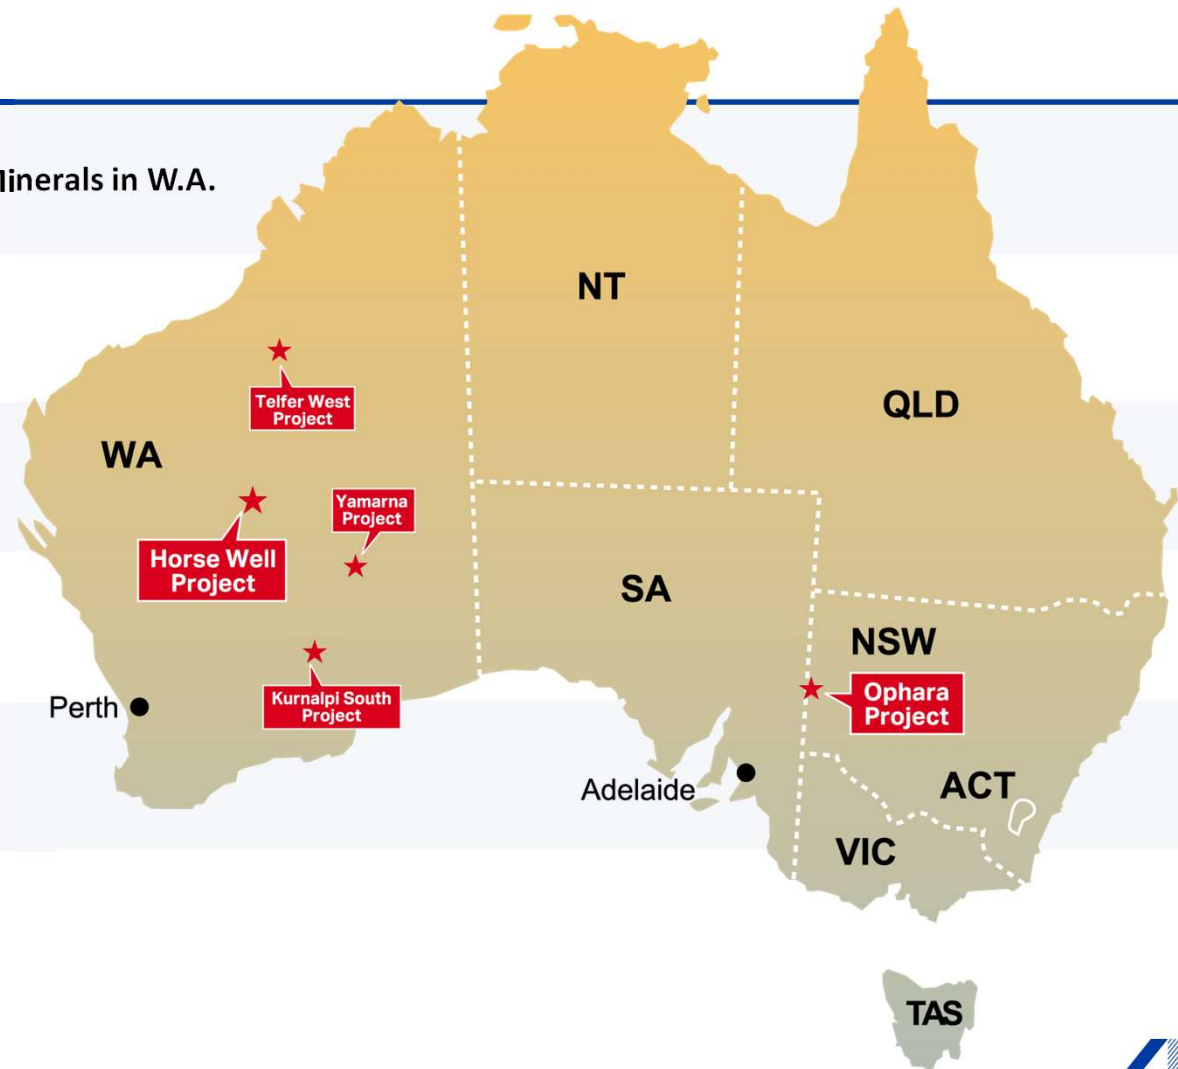 Minerals in W.A.
NT
QLD
Telfer West
Project
WA
Yamarna
Project
Horse Well
Project
SA
NSW
Kurnalpi South
Project
Ophara
Project
Perth
Adelaide
ACT
VIC
TAS